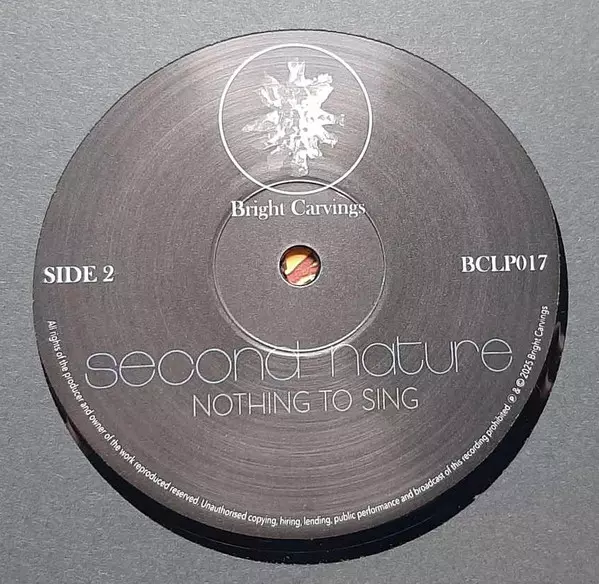 Bright Carvings
SIDE 2
BCLP017
second nature
NOTHING TO SING
All rights of the producer and owner of the work reproduced reserved. Unauthorised copying, hiring, lending, public performance and broadcast of this recording prohibited. ℗ & © 2025 Bright Carvings